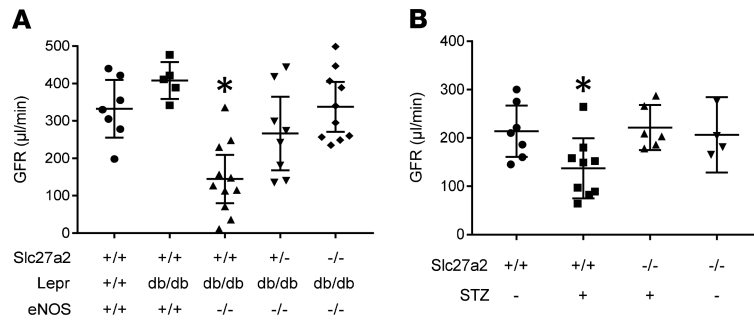 A
GFR (µl/min)
500
400
300
200
100
0
*
Slc27a2 +/+ +/+ +/+ +/- -/-
Lepr +/+ db/db db/db db/db db/db
eNOS +/+ +/+ -/- -/- -/-
B
GFR (µl/min)
400
300
200
100
0
*
Slc27a2 +/+ +/+ -/- -/-
STZ - + + -